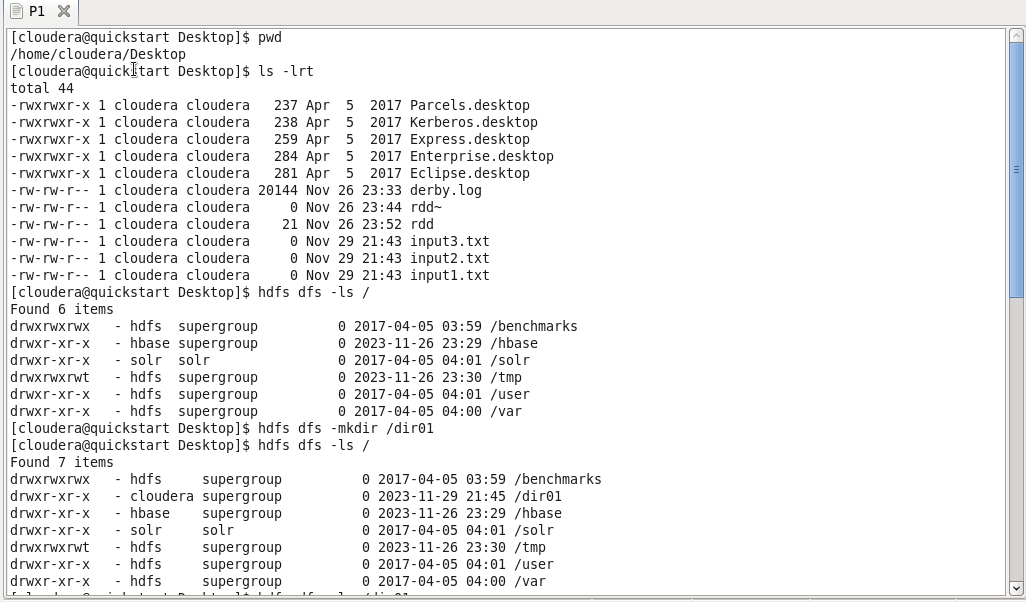 P1
[cloudera@quickstart Desktop]$ pwd
/home/cloudera/Desktop
[cloudera@quickstart Desktop]$ ls -lrt
total 44
-rwxrwxr-x 1 cloudera cloudera   237 Apr  5  2017 Parcels.desktop
-rwxrwxr-x 1 cloudera cloudera   238 Apr  5  2017 Kerberos.desktop
-rwxrwxr-x 1 cloudera cloudera   259 Apr  5  2017 Express.desktop
-rwxrwxr-x 1 cloudera cloudera   284 Apr  5  2017 Enterprise.desktop
-rwxrwxr-x 1 cloudera cloudera   281 Apr  5  2017 Eclipse.desktop
-rw-rw-r-- 1 cloudera cloudera 20144 Nov 26 23:33 derby.log
-rw-rw-r-- 1 cloudera cloudera     0 Nov 26 23:44 rdd~
-rw-rw-r-- 1 cloudera cloudera    21 Nov 26 23:52 rdd
-rw-rw-r-- 1 cloudera cloudera     0 Nov 29 21:43 input3.txt
-rw-rw-r-- 1 cloudera cloudera     0 Nov 29 21:43 input2.txt
-rw-rw-r-- 1 cloudera cloudera     0 Nov 29 21:43 input1.txt
[cloudera@quickstart Desktop]$ hdfs dfs -ls /
Found 6 items
drwxrwxrwx   - hdfs  supergroup          0 2017-04-05 03:59 /benchmarks
drwxr-xr-x   - hbase supergroup          0 2023-11-26 23:29 /hbase
drwxr-xr-x   - solr  solr                0 2017-04-05 04:01 /solr
drwxrwxrwt   - hdfs  supergroup          0 2023-11-26 23:30 /tmp
drwxr-xr-x   - hdfs  supergroup          0 2017-04-05 04:01 /user
drwxr-xr-x   - hdfs  supergroup          0 2017-04-05 04:00 /var
[cloudera@quickstart Desktop]$ hdfs dfs -mkdir /dir01
[cloudera@quickstart Desktop]$ hdfs dfs -ls /
Found 7 items
drwxrwxrwx   - hdfs     supergroup          0 2017-04-05 03:59 /benchmarks
drwxr-xr-x   - cloudera supergroup          0 2023-11-29 21:45 /dir01
drwxr-xr-x   - hbase    supergroup          0 2023-11-26 23:29 /hbase
drwxr-xr-x   - solr     solr                0 2017-04-05 04:01 /solr
drwxrwxrwt   - hdfs     supergroup          0 2023-11-26 23:30 /tmp
drwxr-xr-x   - hdfs     supergroup          0 2017-04-05 04:01 /user
drwxr-xr-x   - hdfs     supergroup          0 2017-04-05 04:00 /var